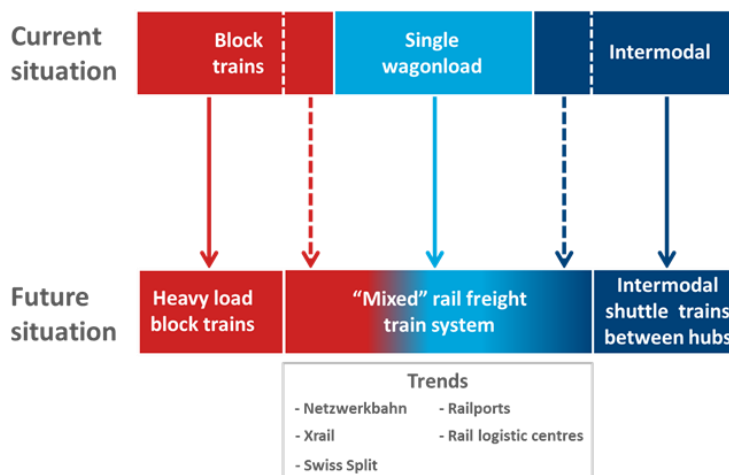 Current
situation
Block
trains
Single
wagonload
Intermodal
Future
situation
Heavy load
block trains
“Mixed” rail freight
train system
Intermodal
shuttle trains
between hubs
Trends
- Netzwerkbahn
- Xrail
- Swiss Split
- Railports
- Rail logistic centres